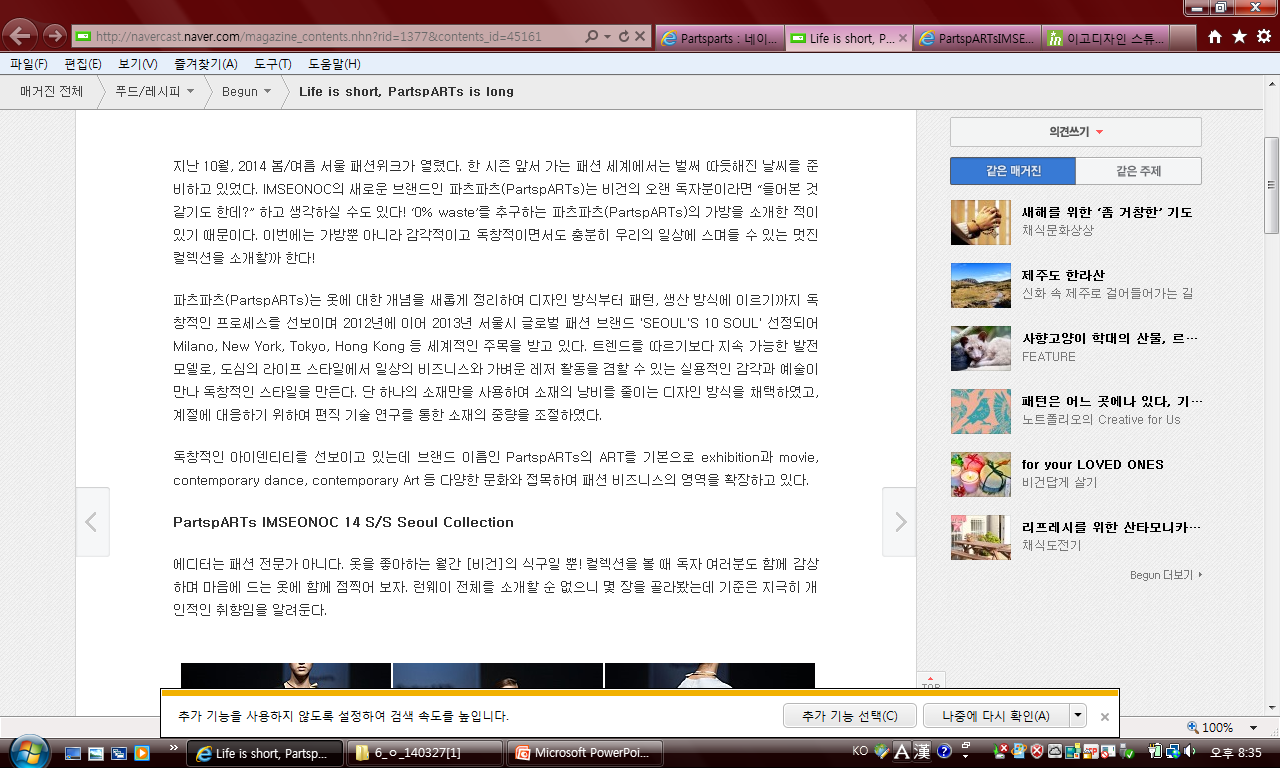 http://navercast.naver.com/magazine_contents.nhn?rid=1377&contents_id=45161
Partsparts : 네이...
Life is short, P...
PartspARTsIMSE...
이고디자인 스튜...
파일(F) 편집(E) 보기(V) 즐겨찾기(A) 도구(T) 도움말(H)
매거진 전체 푸드/레시피 Begun Life is short, PartspARTs is long
지난 10월, 2014 봄/여름 서울 패션위크가 열렸다. 한 시즌 앞서 가는 패션 세계에서는 벌써 따듯해진 날씨를 준
비하고 있었다. IMSEONOC의 새로운 브랜드인 파츠파츠(PartspARTs)는 비건의 오랜 독자분이라면 “들어본 것
같기도 한데?” 하고 생각하실 수도 있다! ‘0% waste’를 추구하는 파츠파츠(PartspARTs)의 가방을 소개한 적이
있기 때문이다. 이번에는 가방뿐 아니라 감각적이고 독창적이면서도 충분히 우리의 일상에 스며들 수 있는 멋진
컬렉션을 소개할까 한다!
파츠파츠(PartspARTs)는 옷에 대한 개념을 새롭게 정리하며 디자인 방식부터 패턴, 생산 방식에 이르기까지 독
창적인 프로세스를 선보이며 2012년에 이어 2013년 서울시 글로벌 패션 브랜드 'SEOUL'S 10 SOUL' 선정되어
Milano, New York, Tokyo, Hong Kong 등 세계적인 주목을 받고 있다. 트렌드를 따르기보다 지속 가능한 발전
모델로, 도심의 라이프 스타일에서 일상의 비즈니스와 가벼운 레저 활동을 겸할 수 있는 실용적인 감각과 예술이
만나 독창적인 스타일을 만든다. 단 하나의 소재만을 사용하며 소재의 낭비를 줄이는 디자인 방식을 채택하였고,
계절에 대응하기 위하여 편직 기술 연구를 통한 소재의 중량을 조절하였다.
독창적인 아이덴티티를 선보이고 있는데 브랜드 이름인 PartspARTs의 ART를 기본으로 exhibition과 movie,
contemporary dance, contemporary Art 등 다양한 문화와 접목하며 패션 비즈니스의 영역을 확장하고 있다.
PartspARTs IMSEONOC 14 S/S Seoul Collection
에디터는 패션 전문가 아니다. 옷을 좋아하는 월간 [비건]의 식구일 뿐! 컬렉션을 볼 때 독자 여러분도 함께 감상
하며 마음에 드는 옷에 함께 점찍어 보자. 런웨이 전체를 소개할 순 없으니 몇 장을 골라봤는데 기준은 지극히 개
인적인 취향임을 알려둔다.
의견쓰기
같은 매거진 같은 주제
새해를 위한 ‘좀 거창한’ 기도
채식문화상상
제주도 한라산
신화 속 제주로 걸어들어가는 길
사향고양이 학대의 산물, 르...
FEATURE
패턴은 어느 곳에나 있다, 기...
노트폴리오의 Creative for Us
for your LOVED ONES
비건답게 살기
리프레시를 위한 산타모니카...
채식도전기
Begun 더보기
TOP
추가 기능을 사용하지 않도록 설정하여 검색 속도를 높입니다.
추가 기능 선택(C) 나중에 다시 확인(A)
100%
Life is short, Partsp...
6_ㅇ_140327[1]
Microsoft PowerPoi...
KO A 漢
오후 8:35